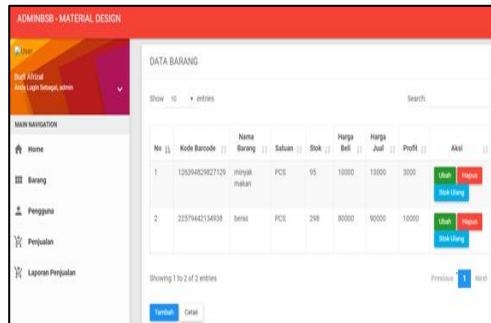 ADMINBSB - MATERIAL DESIGN
User
Budi Afrizal
Anda Login Sebagai, admin
MAIN NAVIGATION
Home
Barang
Pengguna
Penjualan
Laporan Penjualan
DATA BARANG
Show 10 entries
Search:
No Kode Barcode Nama Barang Satuan Stok Harga Beli Harga Jual Profit Aksi
1 126394829827129 minyak makan PCS 95 10000 13000 3000 Ubah Hapus Stok Ulang
2 22579442134938 beras PCS 298 80000 90000 10000 Ubah Hapus Stok Ulang
Showing 1 to 2 of 2 entries
Previous 1 Next
Tambah Cetak